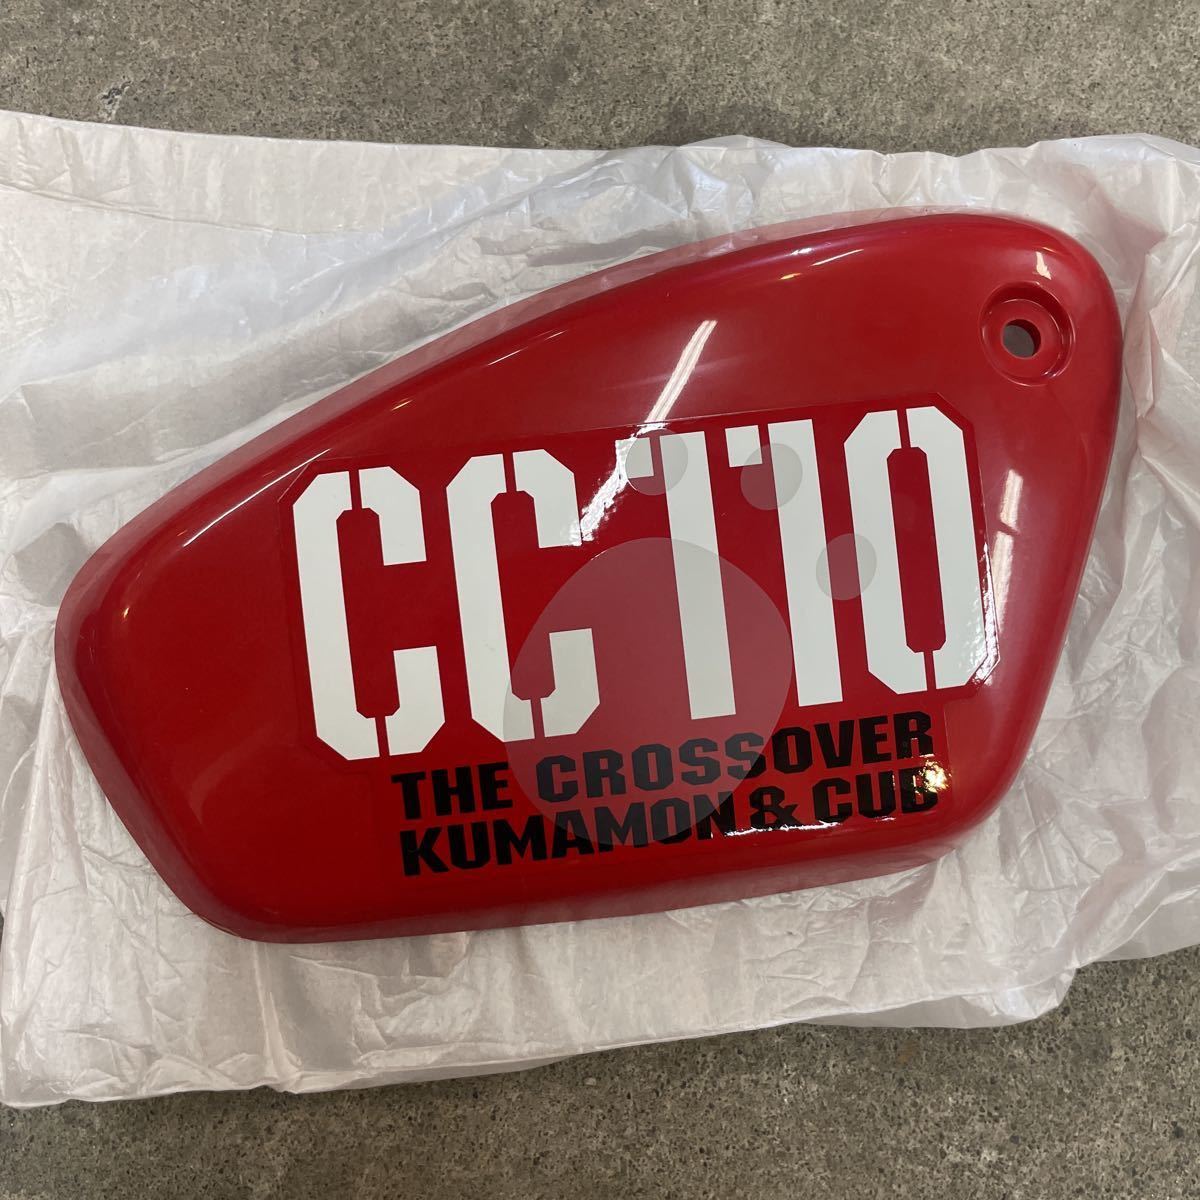 CC110
THE CROSSOVER
KUMAMON & CUB